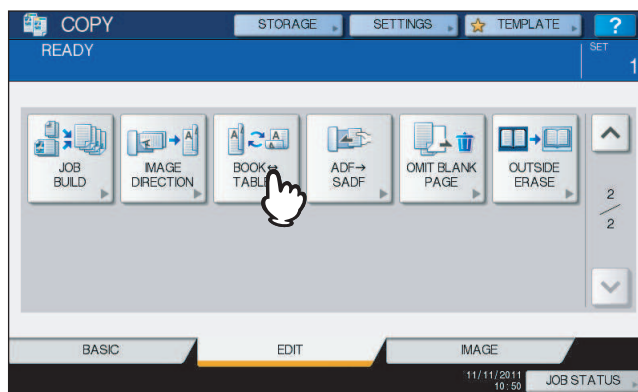 COPY
STORAGE
SETTINGS
TEMPLATE
?
READY
SET
1
JOB
BUILD
IMAGE
DIRECTION
BOOK↔
TABLET
ADF→
SADF
OMIT BLANK
PAGE
OUTSIDE
ERASE
2
2
BASIC
EDIT
IMAGE
11/11/2011
10:50
JOB STATUS